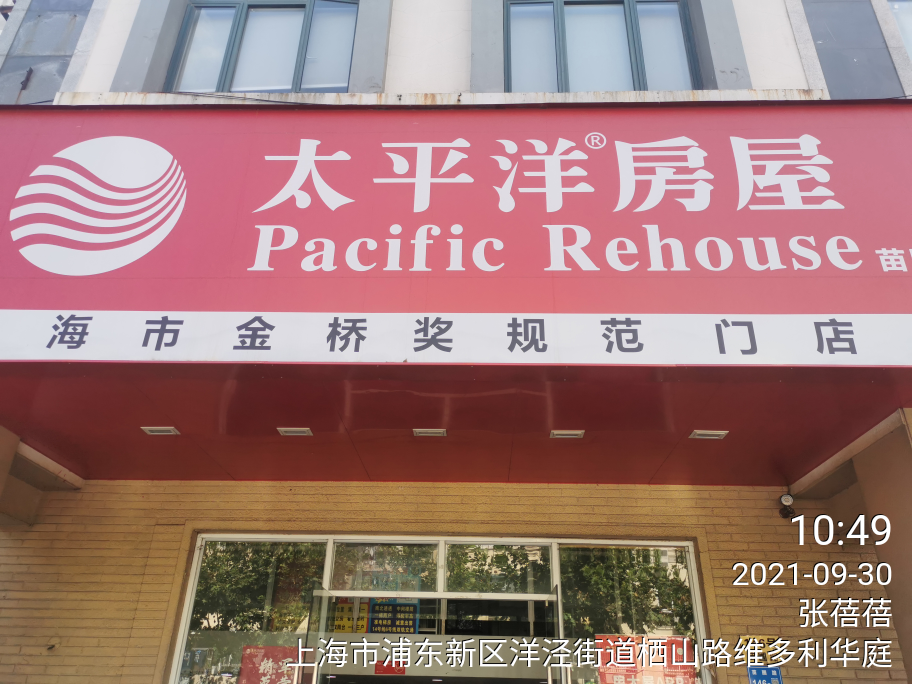 太平洋®房屋
Pacific Rehouse
苗
海市金桥奖规范门店
10:49
2021-09-30
张蓓蓓
上海市浦东新区洋泾街道栖山路维多利华庭